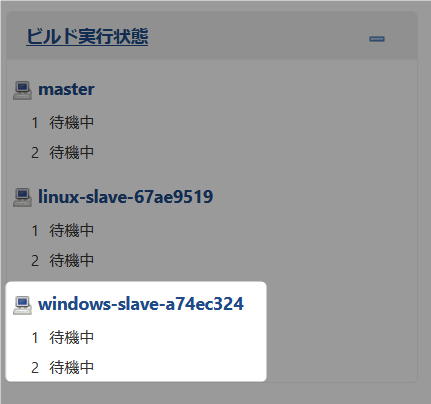 ビルド実行状態
master
1 待機中
2 待機中
linux-slave-67ae9519
1 待機中
2 待機中
windows-slave-a74ec324
1 待機中
2 待機中